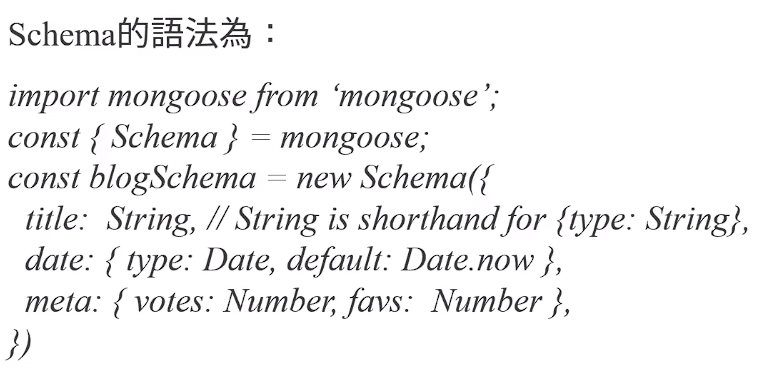 Schema的語法為：
import mongoose from ‘mongoose’;
const { Schema } = mongoose;
const blogSchema = new Schema({
  title:  String, // String is shorthand for {type: String},
  date: { type: Date, default: Date.now },
  meta: { votes: Number, favs:  Number },
})